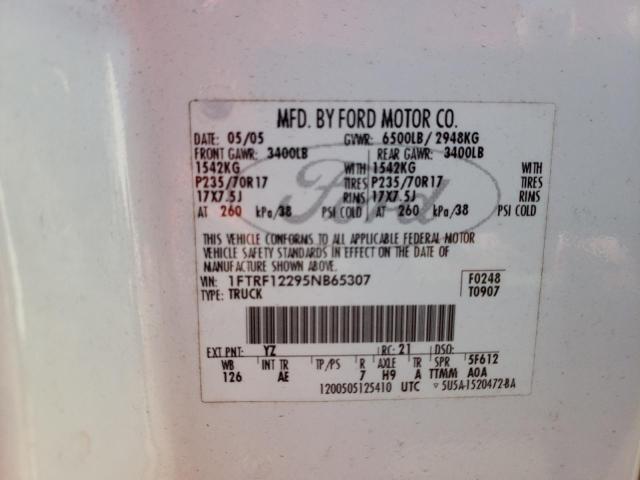 MFD. BY FORD MOTOR CO.
DATE: 05/05 GVWR: 6500LB/ 2948KG
FRONT GAWR: 3400LB REAR GAWR: 3400LB
1542KG WITH 1542KG WITH
P235/70R17 TIRES P235/70R17 TIRES
17X7.5J RIMS 17X7.5J RIMS
AT 260 kPa/38 PSI COLD AT 260 kPa/38 PSI COLD
Ford
THIS VEHICLE CONFORMS TO ALL APPLICABLE FEDERAL MOTOR
VEHICLE SAFETY STANDARDS IN EFFECT ON THE DATE OF
MANUFACTURE SHOWN ABOVE.
VIN: 1FTRF12295NB65307 F0248
TYPE: TRUCK T0907
EXT PNT: YZ RC: 21 DSO:
WB INT TR TP/PS R AXLE TR SPR 5F612
126 AE 7 H9 A TTMM A0A
1200505125410 UTC 5U5A-1520472-BA